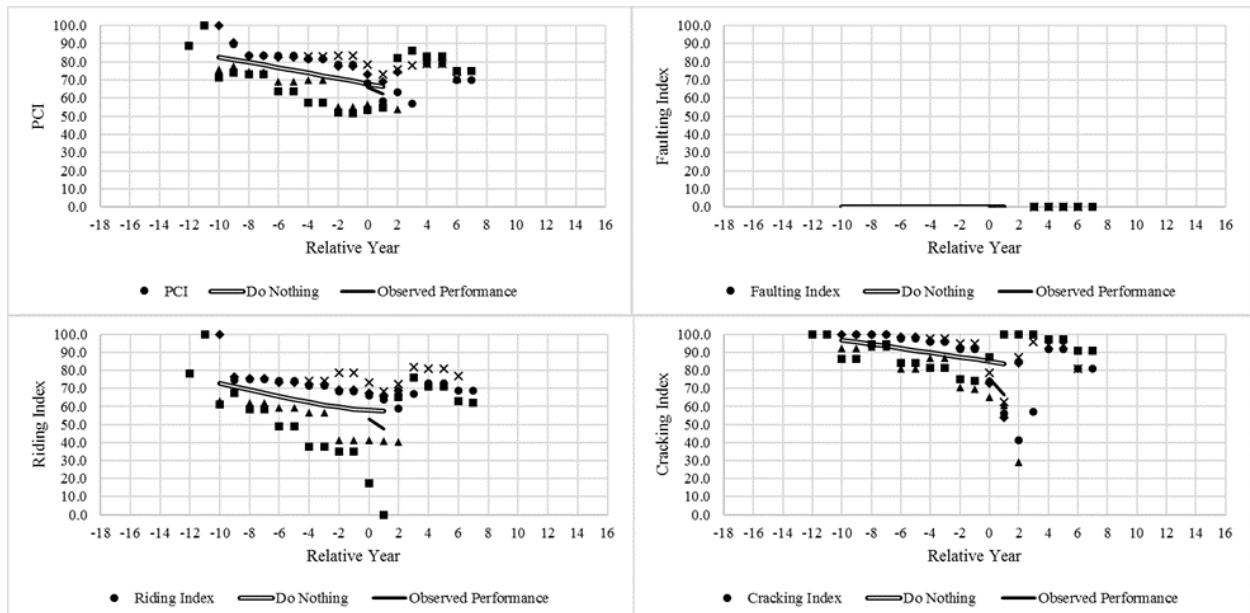 100.0
90.0
80.0
70.0
60.0
50.0
40.0
30.0
20.0
10.0
0.0
PCI
-18 -16 -14 -12 -10 -8 -6 -4 -2 0 2 4 6 8 10 12 14 16
Relative Year
PCI Do Nothing Observed Performance
100.0
90.0
80.0
70.0
60.0
50.0
40.0
30.0
20.0
10.0
0.0
Faulting Index
-18 -16 -14 -12 -10 -8 -6 -4 -2 0 2 4 6 8 10 12 14 16
Relative Year
Faulting Index Do Nothing Observed Performance
100.0
90.0
80.0
70.0
60.0
50.0
40.0
30.0
20.0
10.0
0.0
Riding Index
-18 -16 -14 -12 -10 -8 -6 -4 -2 0 2 4 6 8 10 12 14 16
Relative Year
Riding Index Do Nothing Observed Performance
100.0
90.0
80.0
70.0
60.0
50.0
40.0
30.0
20.0
10.0
0.0
Cracking Index
-18 -16 -14 -12 -10 -8 -6 -4 -2 0 2 4 6 8 10 12 14 16
Relative Year
Cracking Index Do Nothing Observed Performance